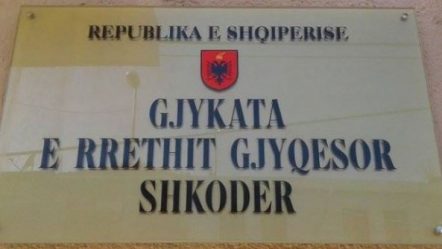 REPUBLIKA E SHQIPERISE
GJYKATA
E RRETHIT GJYQESOR
SHKODER